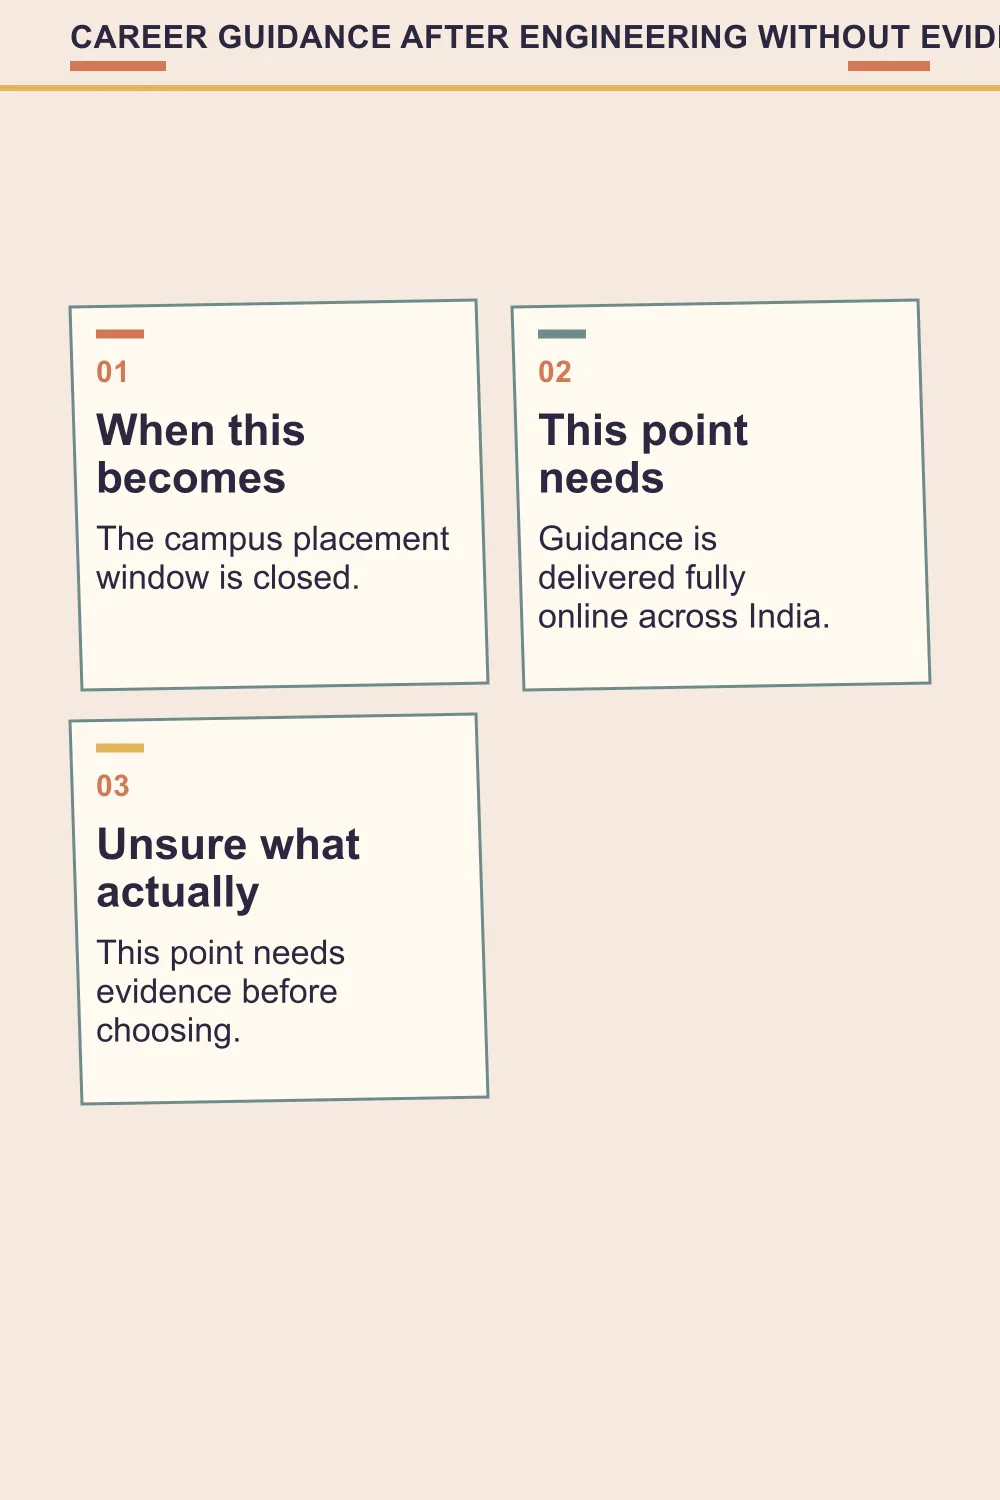 CAREER GUIDANCE AFTER ENGINEERING WITHOUT
01
When this
becomes
The campus placement
window is closed.
02
This point
needs
Guidance is
delivered fully
online across India.
03
Unsure what
actually
This point needs
evidence before
choosing.